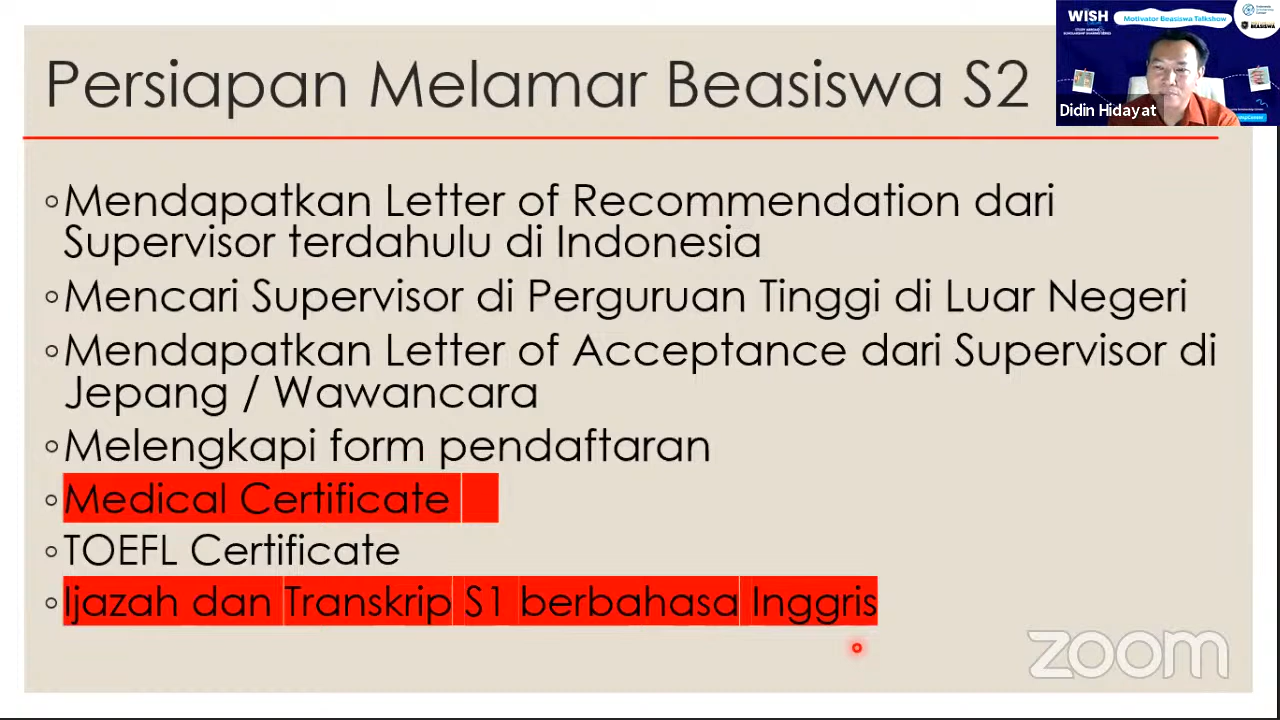 WISH
Motivator Beasiswa Talkshow
Didin Hidayat
Persiapan Melamar Beasiswa S2
◦Mendapatkan Letter of Recommendation dari
Supervisor terdahulu di Indonesia
◦Mencari Supervisor di Perguruan Tinggi di Luar Negeri
◦Mendapatkan Letter of Acceptance dari Supervisor di
Jepang / Wawancara
◦Melengkapi form pendaftaran
◦Medical Certificate
◦TOEFL Certificate
◦Ijazah dan Transkrip S1 berbahasa Inggris
zoom